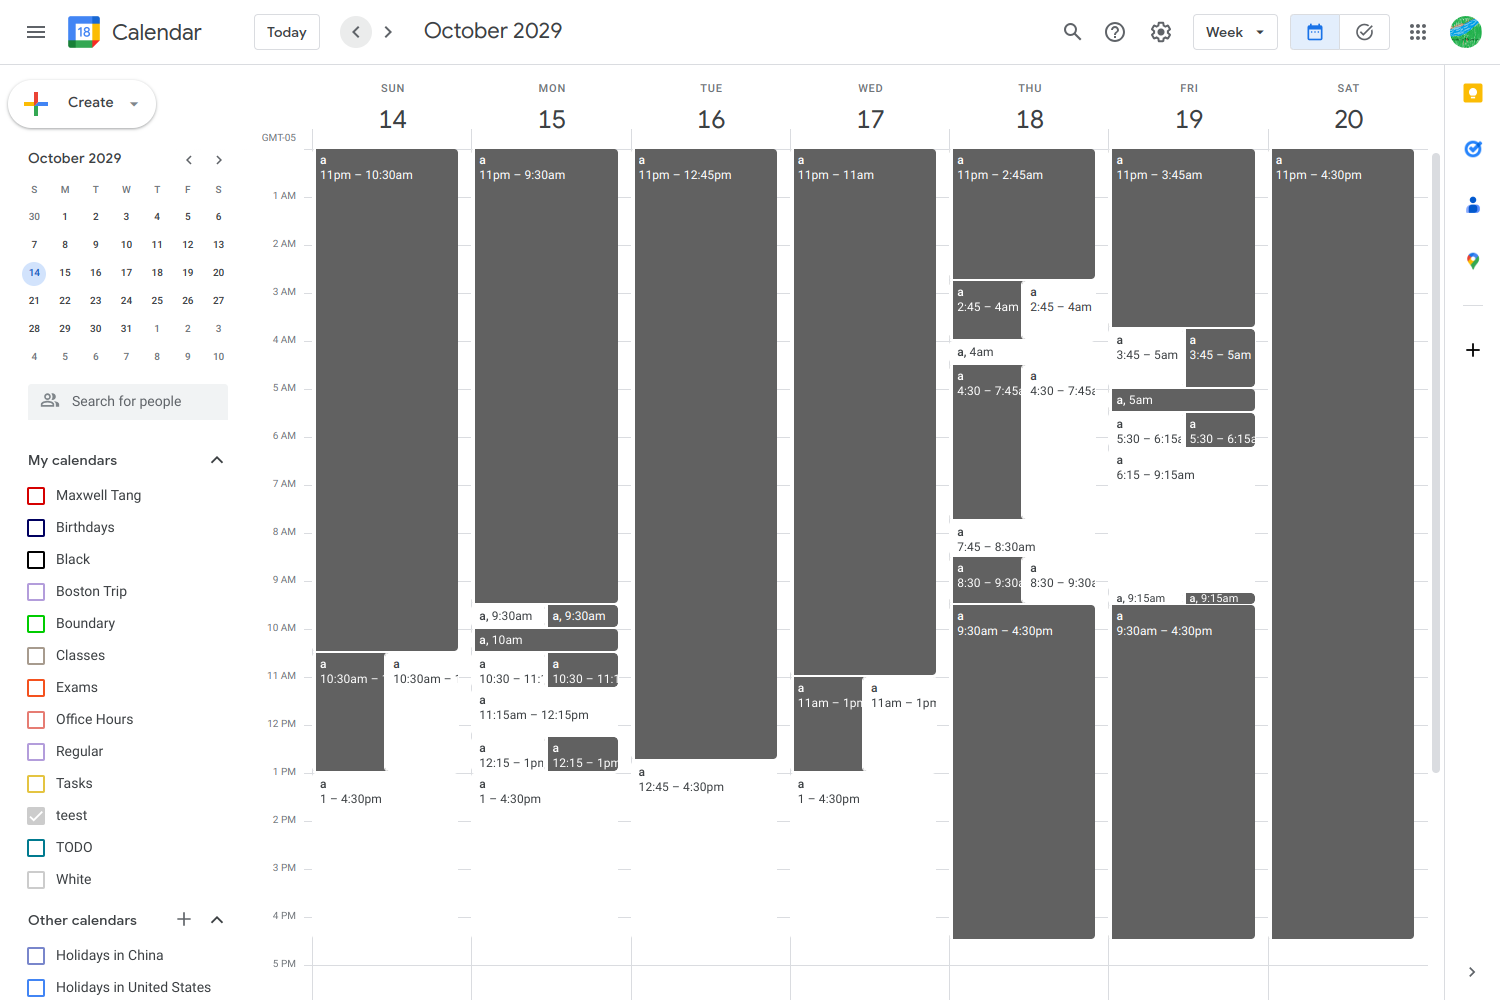 18 Calendar Today October 2029 Week
Create
October 2029
S M T W T F S
30 1 2 3 4 5 6
7 8 9 10 11 12 13
14 15 16 17 18 19 20
21 22 23 24 25 26 27
28 29 30 31 1 2 3
4 5 6 7 8 9 10
Search for people
My calendars
Maxwell Tang
Birthdays
Black
Boston Trip
Boundary
Classes
Exams
Office Hours
Regular
Tasks
teest
TODO
White
Other calendars
Holidays in China
Holidays in United States
SUN MON TUE WED THU FRI SAT
14 15 16 17 18 19 20
GMT-05
1 AM
2 AM
3 AM
4 AM
5 AM
6 AM
7 AM
8 AM
9 AM
10 AM
11 AM
12 PM
1 PM
2 PM
3 PM
4 PM
5 PM
a
11pm – 10:30am
a
10:30am –
a
10:30am –
a
1 – 4:30pm
a
11pm – 9:30am
a, 9:30am
a, 9:30am
a, 10am
a
10:30 – 11:
a
10:30 – 11:1
a
11:15am – 12:15pm
a
12:15 – 1pm
a
12:15 – 1pm
a
1 – 4:30pm
a
11pm – 12:45pm
a
12:45 – 4:30pm
a
11pm – 11am
a
11am – 1pm
a
11am – 1pm
a
1 – 4:30pm
a
11pm – 2:45am
a
2:45 – 4am
a
2:45 – 4am
a, 4am
a
4:30 – 7:45a
a
4:30 – 7:45a
a
7:45 – 8:30am
a
8:30 – 9:30a
a
8:30 – 9:30a
a
9:30am – 4:30pm
a
11pm – 3:45am
a
3:45 – 5am
a
3:45 – 5am
a, 5am
a
5:30 – 6:15a
a
5:30 – 6:15a
a
6:15 – 9:15am
a, 9:15am
a, 9:15am
a
9:30am – 4:30pm
a
11pm – 4:30pm